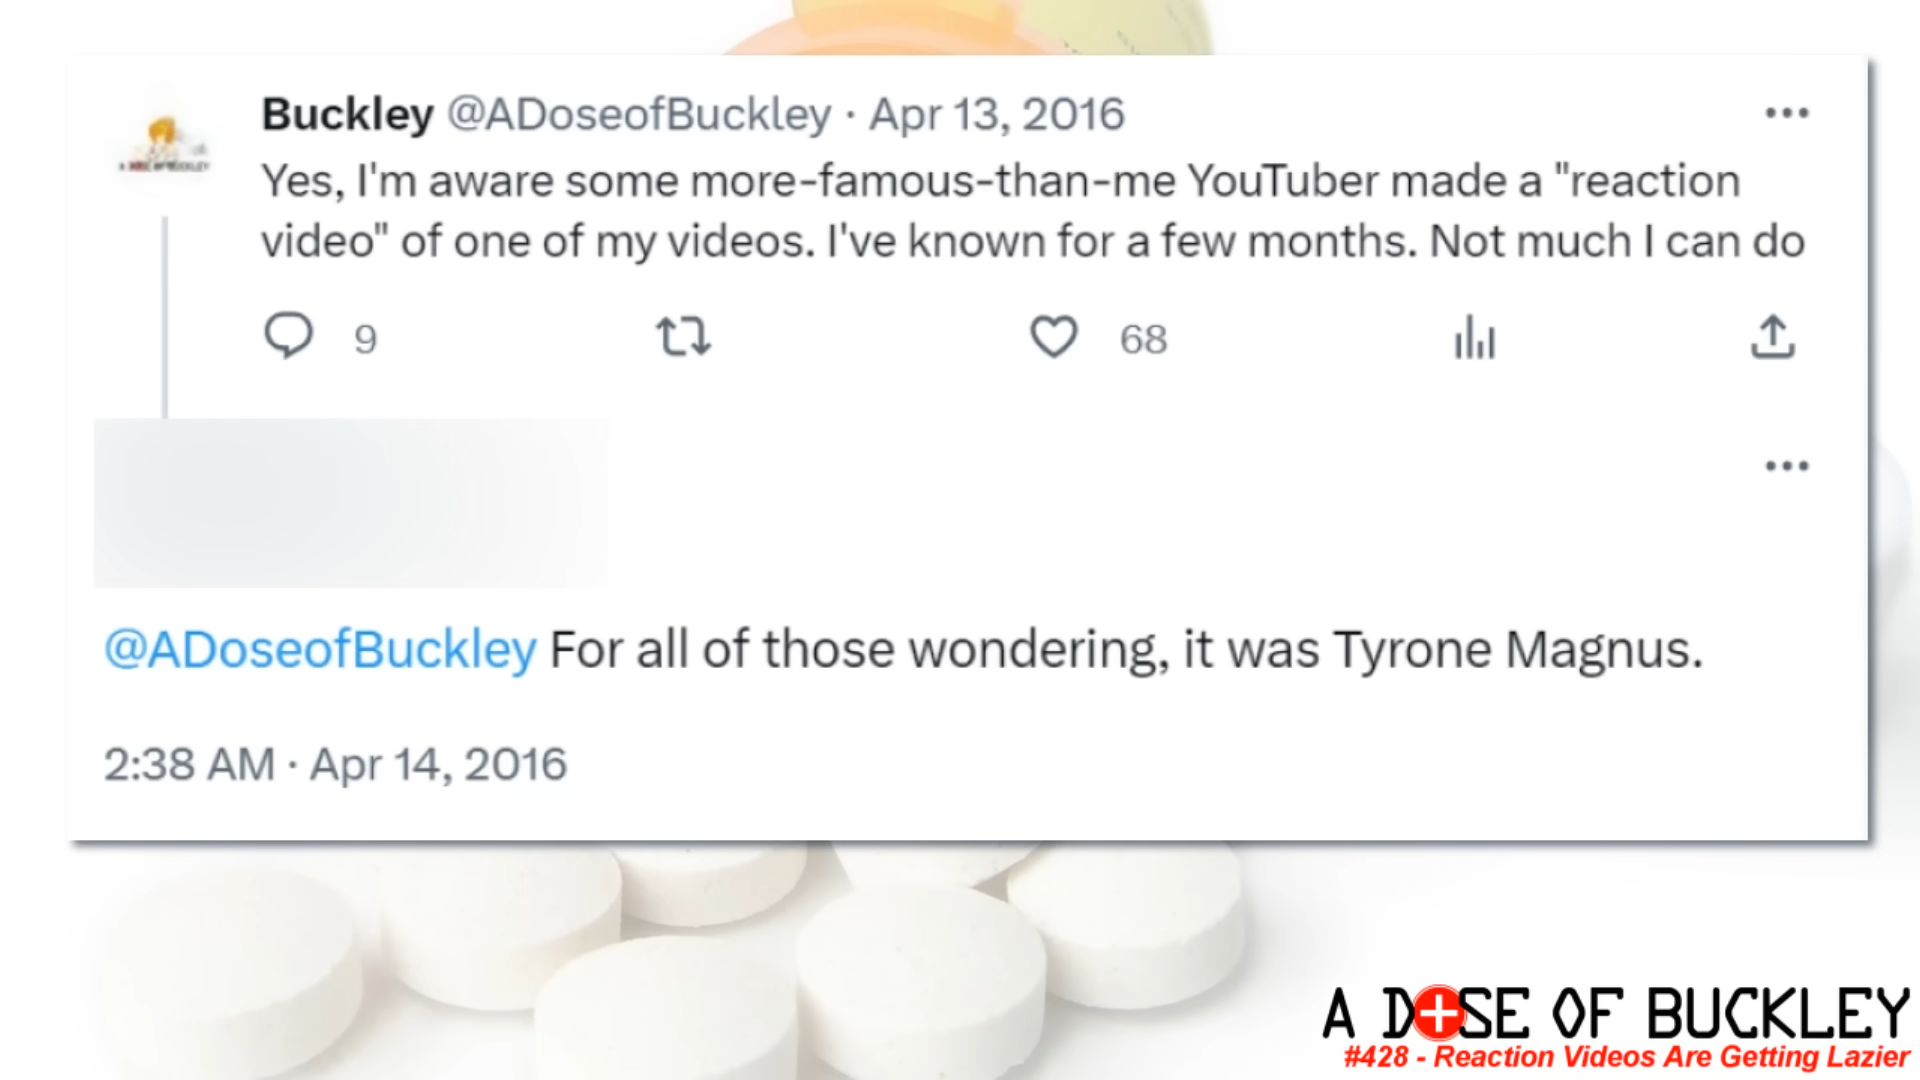 Buckley @ADoseofBuckley · Apr 13, 2016
Yes, I'm aware some more-famous-than-me YouTuber made a "reaction
video" of one of my videos. I've known for a few months. Not much I can do
9 68
@ADoseofBuckley For all of those wondering, it was Tyrone Magnus.
2:38 AM · Apr 14, 2016
A DOSE OF BUCKLEY
#428 - Reaction Videos Are Getting Lazier